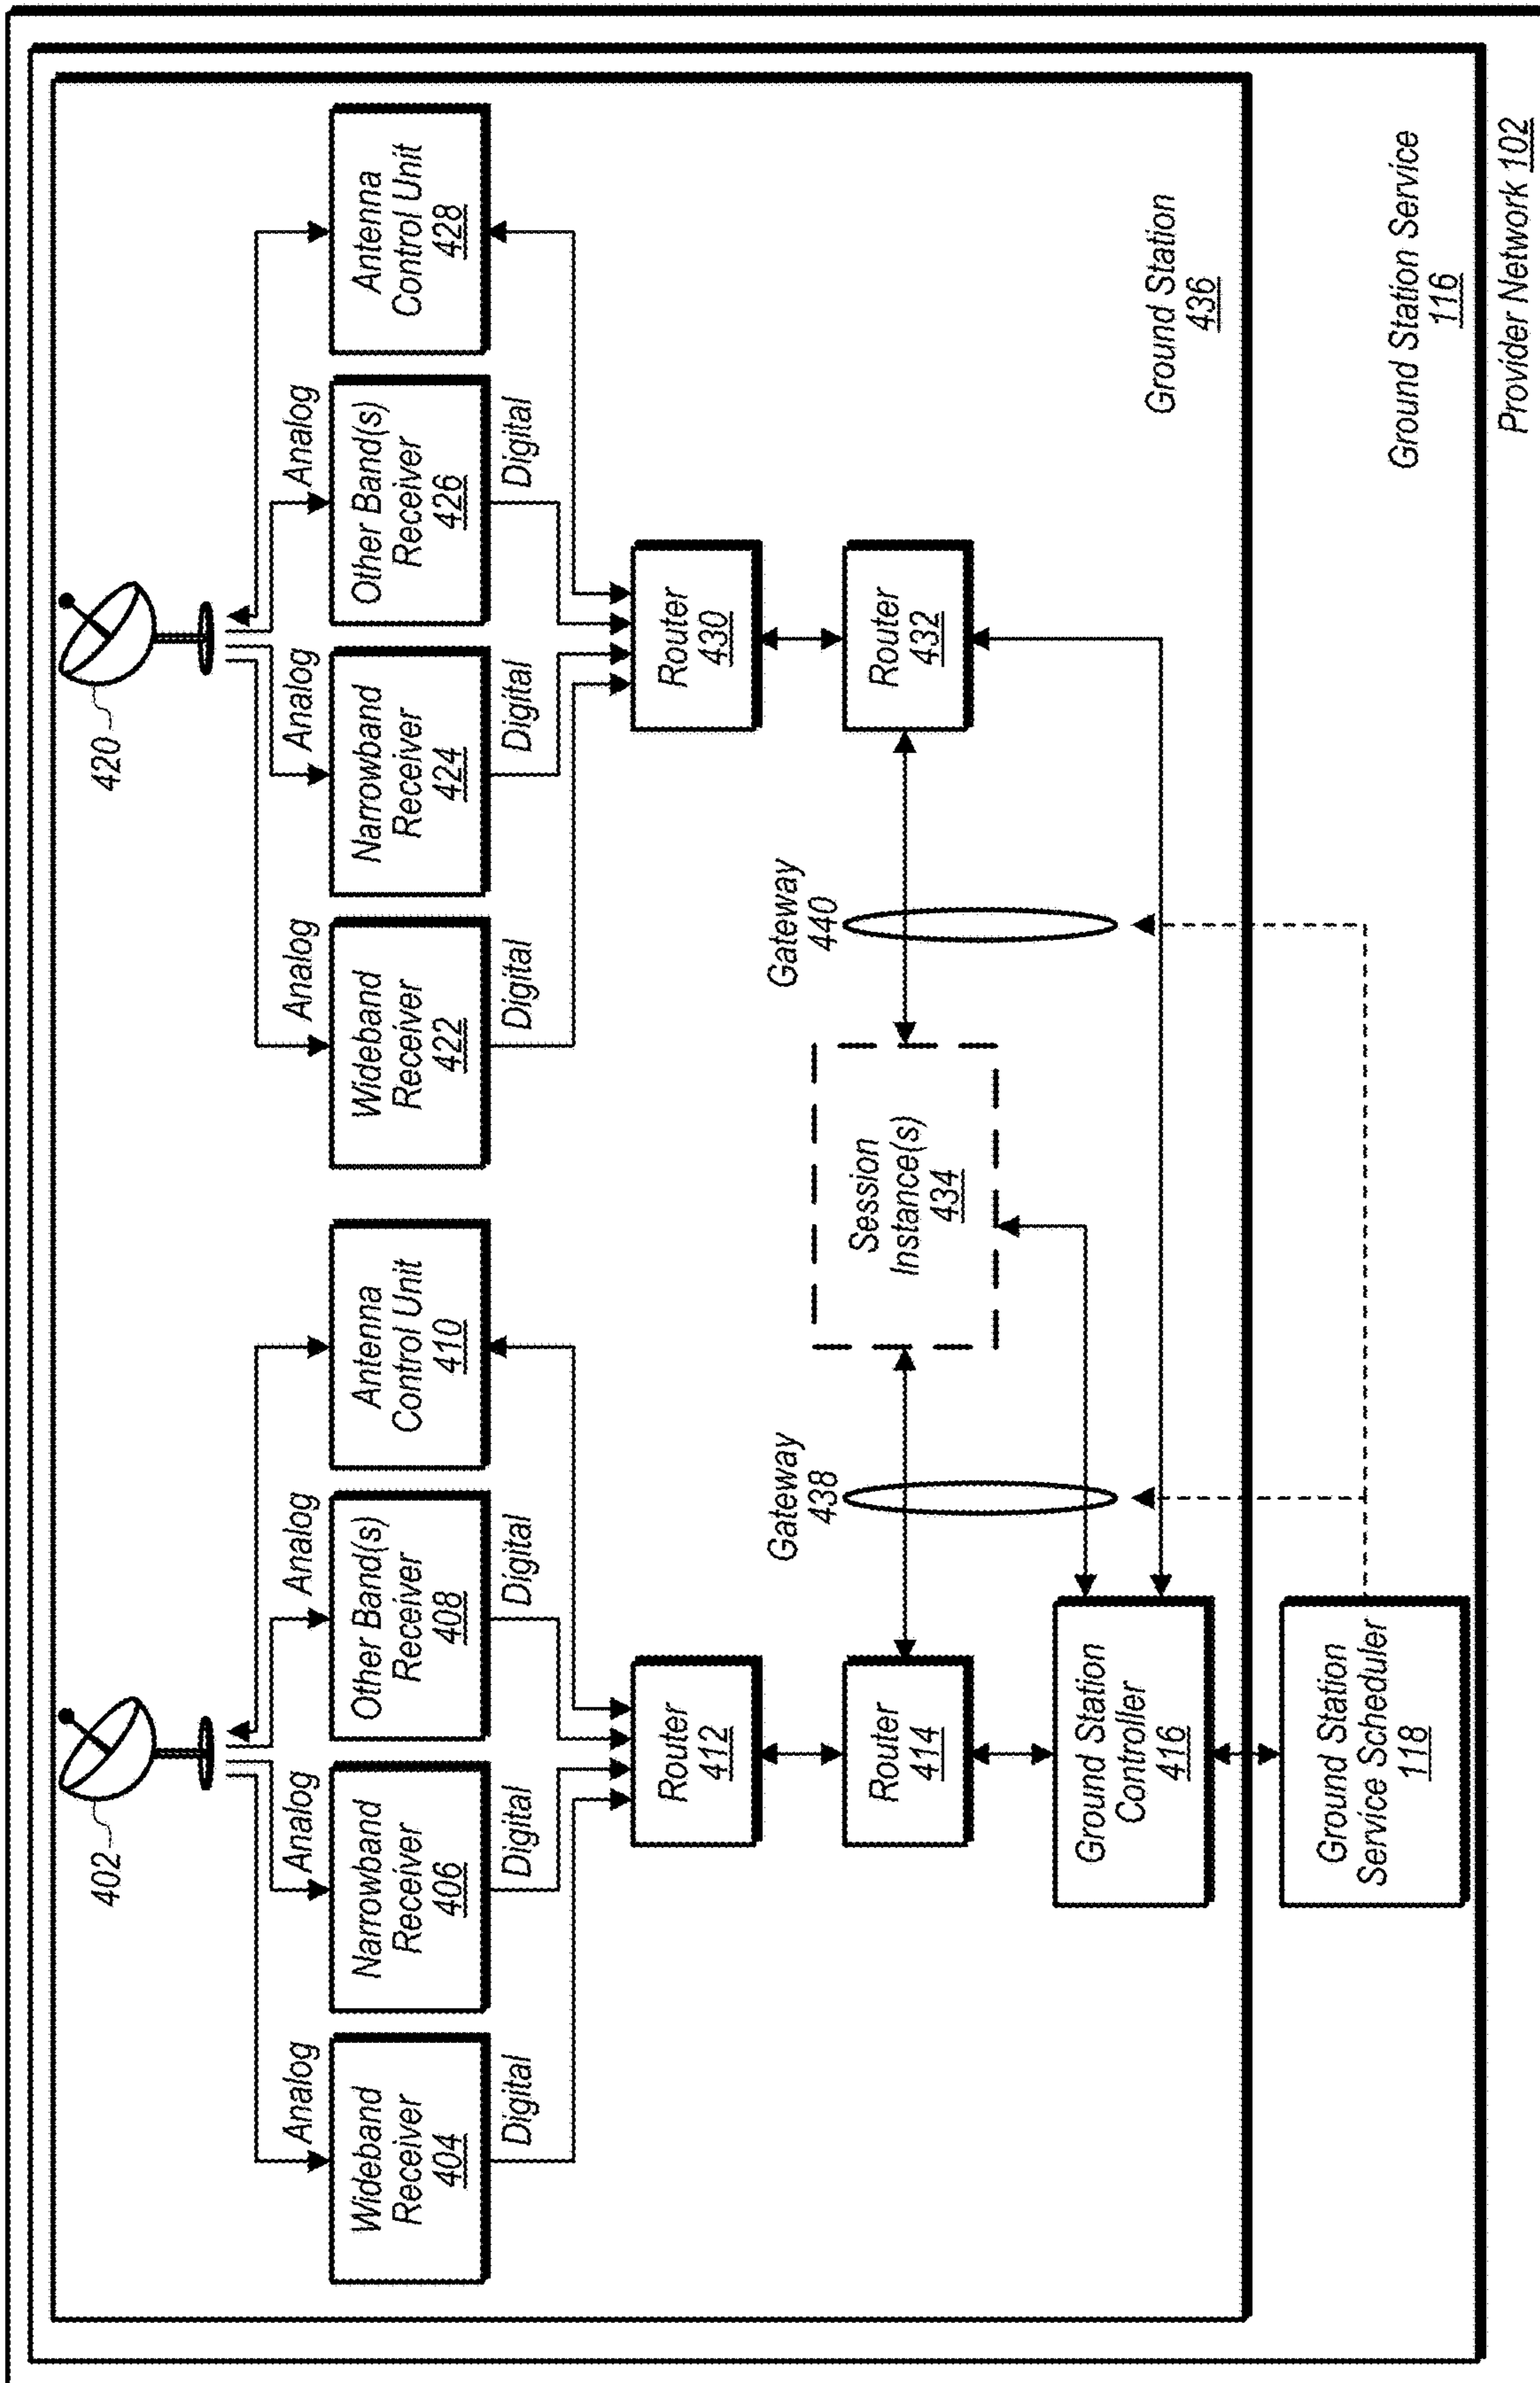 402
420
Analog
Analog
Analog
Analog
Analog
Analog
Wideband
Receiver
404
Narrowband
Receiver
406
Other Band(s)
Receiver
408
Antenna
Control Unit
410
Wideband
Receiver
422
Narrowband
Receiver
424
Other Band(s)
Receiver
426
Antenna
Control Unit
428
Digital
Digital
Digital
Digital
Digital
Digital
Router
412
Router
430
Gateway
438
Gateway
440
Router
414
Session
Instance(s)
434
Router
432
Ground Station
Controller
416
Ground Station
436
Ground Station
Service Scheduler
118
Ground Station Service
116
Provider Network 102